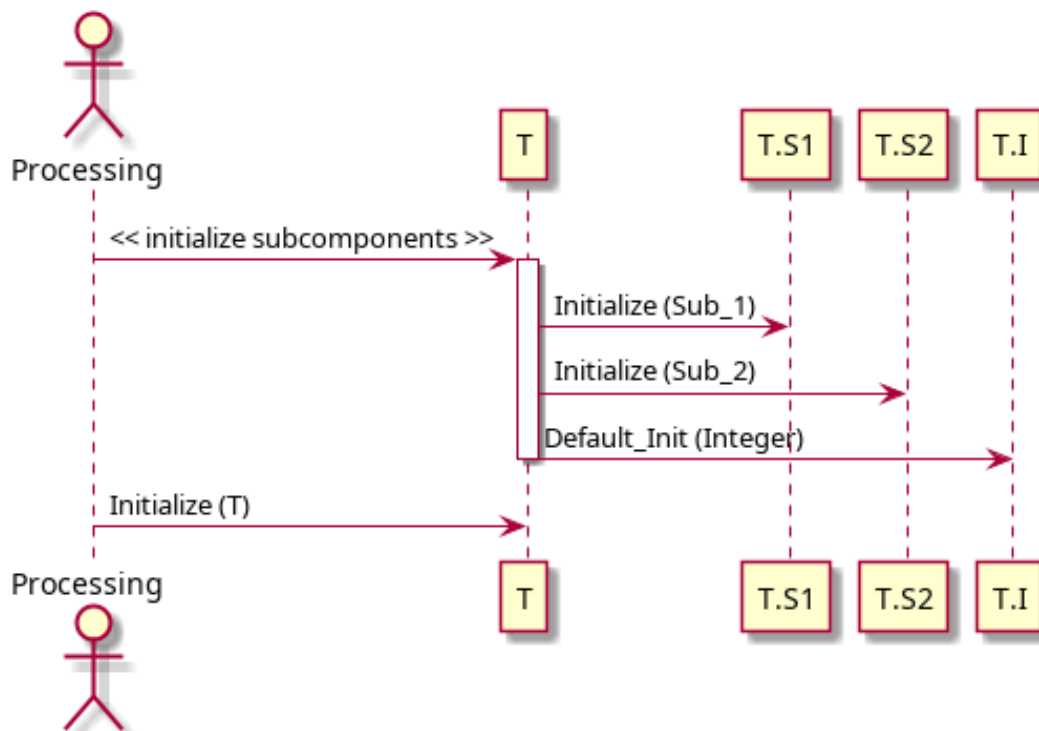 Processing
T
T.S1
T.S2
T.I
<< initialize subcomponents >>
Initialize (Sub_1)
Initialize (Sub_2)
Default_Init (Integer)
Initialize (T)
Processing
T
T.S1
T.S2
T.I